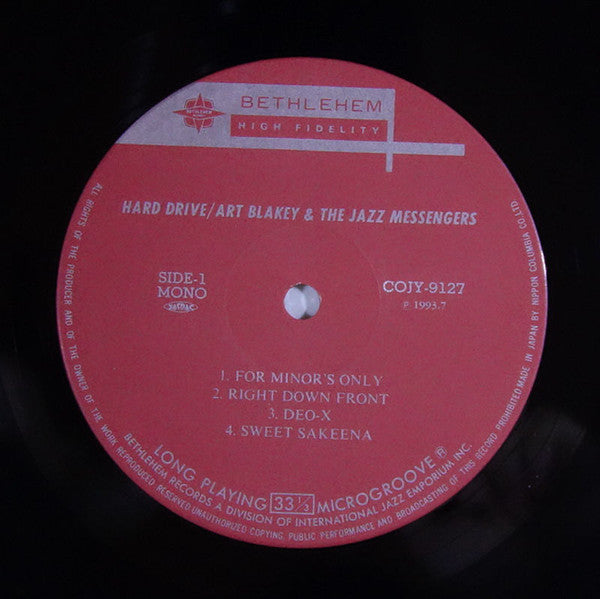 BETHLEHEM
BETHLEHEM
HIGH FIDELITY
HARD DRIVE/ART BLAKEY & THE JAZZ MESSENGERS
SIDE-1
MONO
COJY-9127
P 1993.7
1. FOR MINOR'S ONLY
2. RIGHT DOWN FRONT
3. DEO-X
4. SWEET SAKEENA
LONG PLAYING 33 1/3 MICROGROOVE ®
BETHLEHEM RECORDS A DIVISION OF INTERNATIONAL JAZZ EMPORIUM INC.
ALL RIGHTS OF THE PRODUCER AND OF THE OWNER OF THE WORK REPRODUCED RESERVED. UNAUTHORIZED COPYING, PUBLIC PERFORMANCE AND BROADCASTING OF THIS RECORD PROHIBITED. MADE IN JAPAN BY NIPPON COLUMBIA CO., LTD.